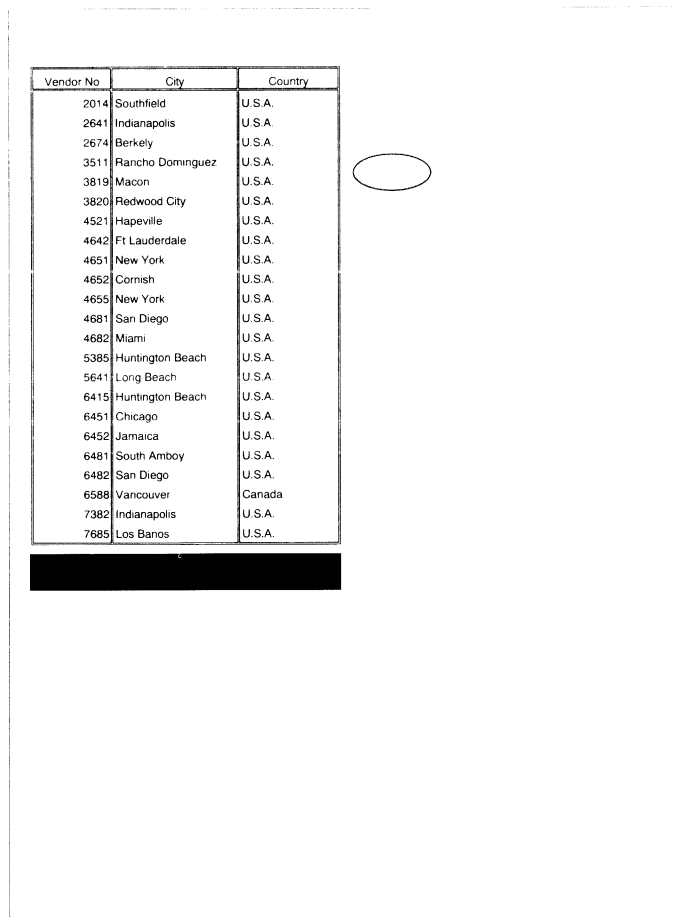 Vendor No City Country
2014 Southfield U.S.A.
2641 Indianapolis U.S.A.
2674 Berkely U.S.A.
3511 Rancho Dominguez U.S.A.
3819 Macon U.S.A.
3820 Redwood City U.S.A.
4521 Hapeville U.S.A.
4642 Ft Lauderdale U.S.A.
4651 New York U.S.A.
4652 Cornish U.S.A.
4655 New York U.S.A.
4681 San Diego U.S.A.
4682 Miami U.S.A.
5385 Huntington Beach U.S.A.
5641 Long Beach U.S.A.
6415 Huntington Beach U.S.A.
6451 Chicago U.S.A.
6452 Jamaica U.S.A.
6481 South Amboy U.S.A.
6482 San Diego U.S.A.
6588 Vancouver Canada
7382 Indianapolis U.S.A.
7685 Los Banos U.S.A.